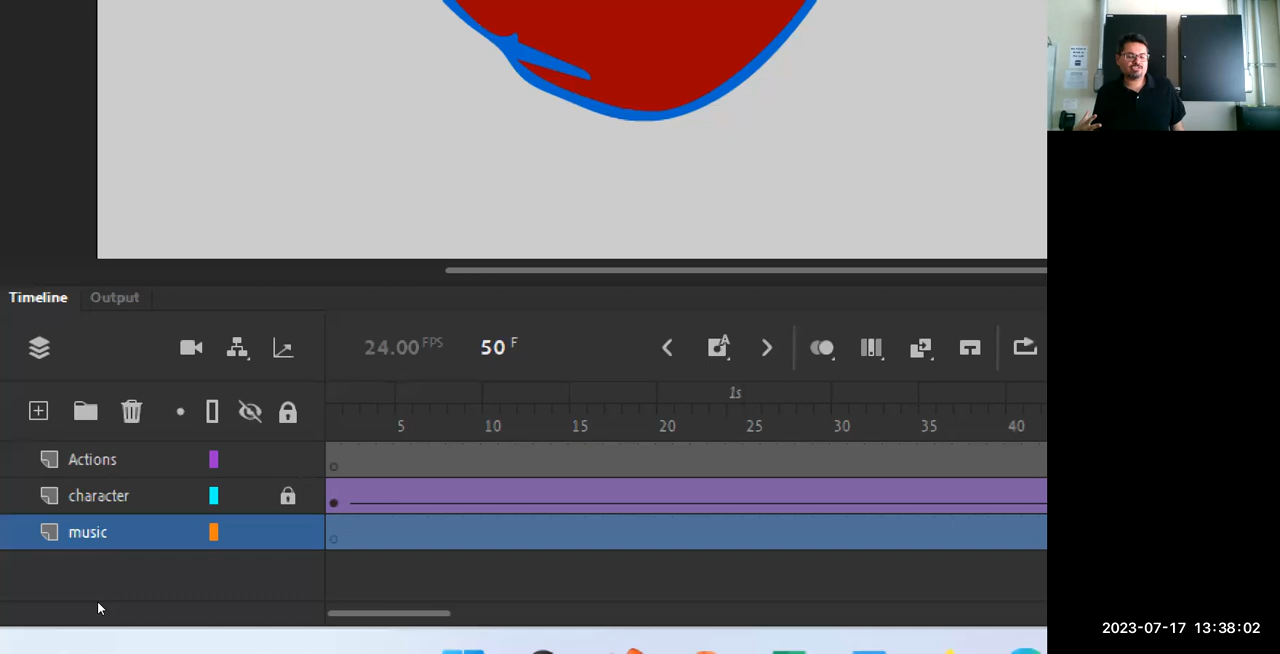 Timeline Output
24.00 FPS 50 F
1s
5 10 15 20 25 30 35 40
Actions
character
music
2023-07-17 13:38:02